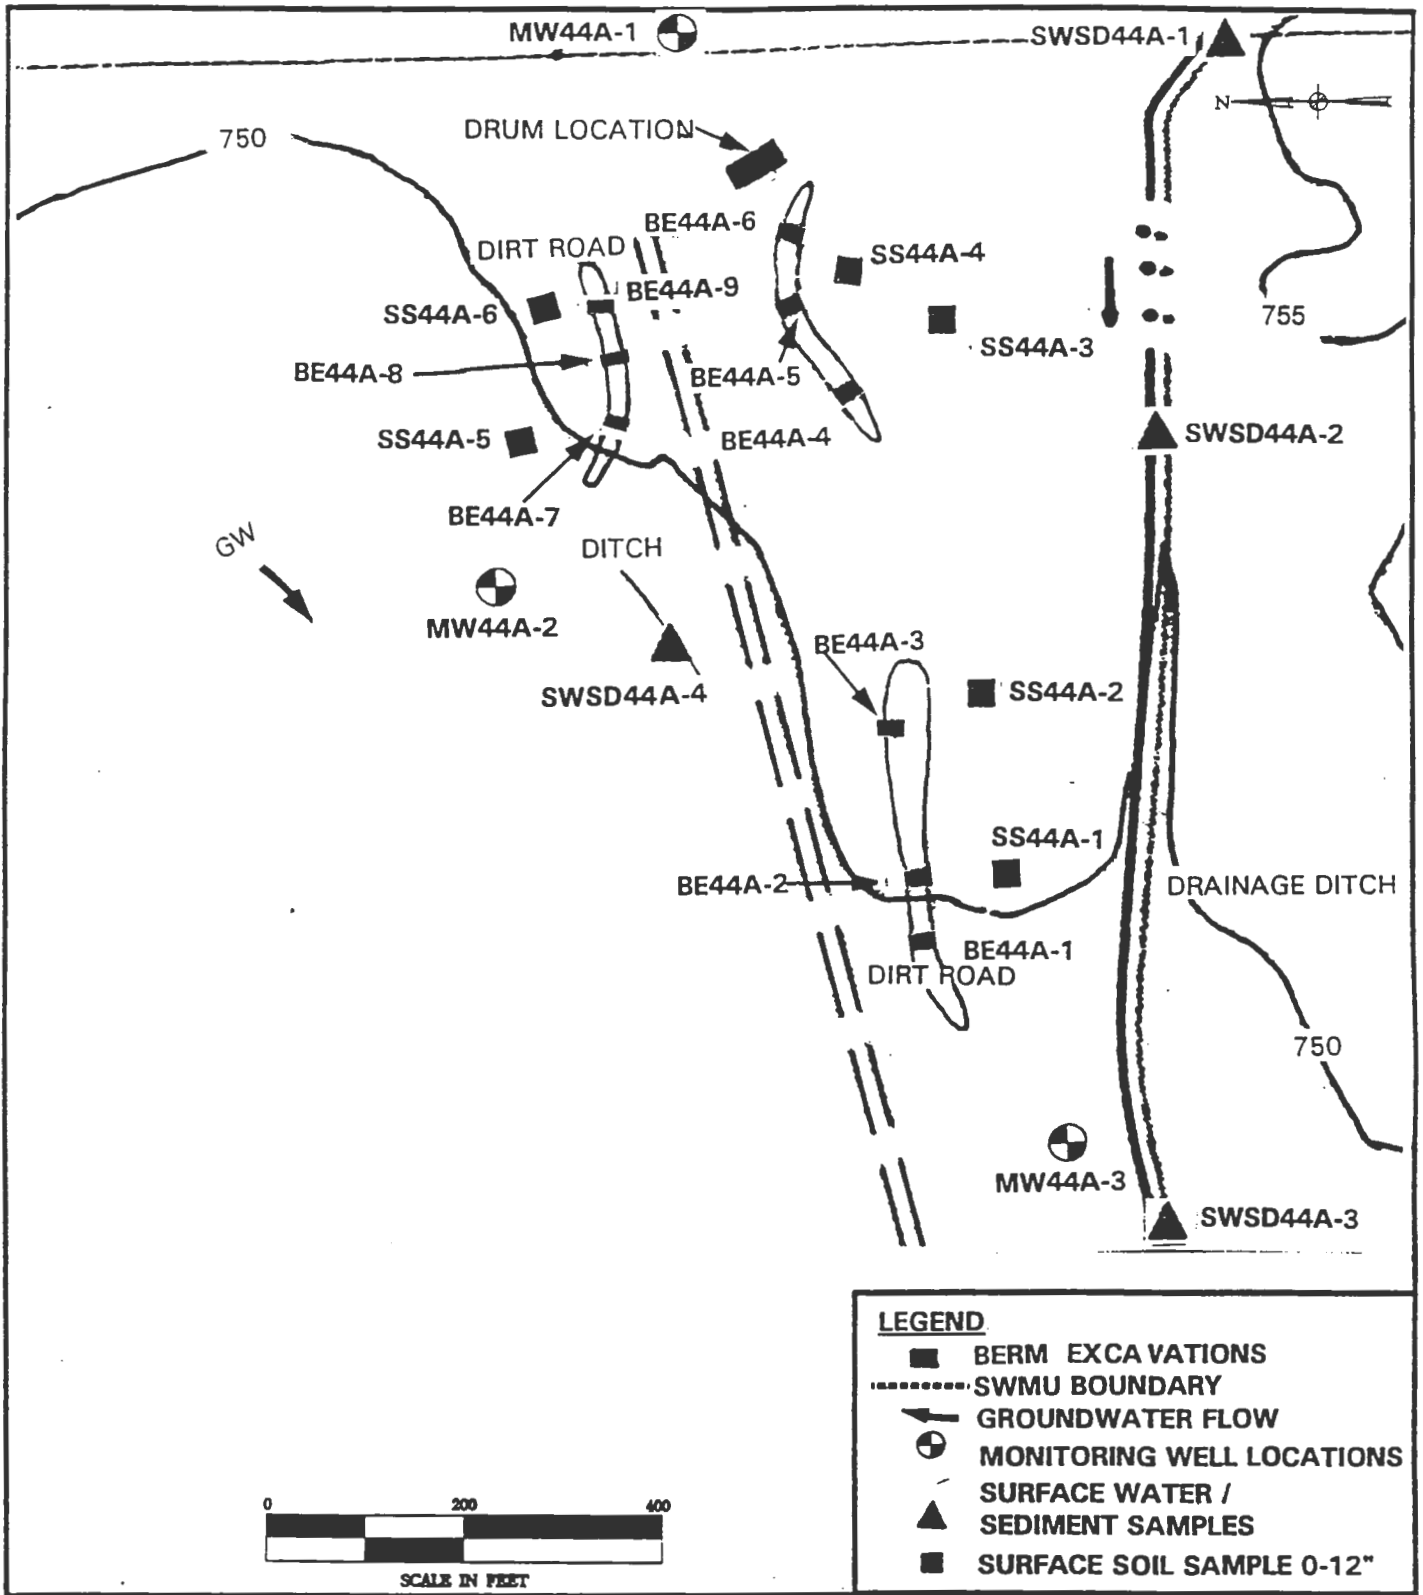 MW44A-1
SWSD44A-1
N
DRUM LOCATION
750
BE44A-6
DIRT ROAD
SS44A-4
BE44A-9
SS44A-6
755
SS44A-3
BE44A-8
BE44A-5
SS44A-5
BE44A-4
SWSD44A-2
BE44A-7
GW
DITCH
MW44A-2
BE44A-3
SWSD44A-4
SS44A-2
SS44A-1
BE44A-2
DRAINAGE DITCH
BE44A-1
DIRT ROAD
750
MW44A-3
SWSD44A-3
LEGEND
BERM EXCAVATIONS
SWMU BOUNDARY
GROUNDWATER FLOW
MONITORING WELL LOCATIONS
SURFACE WATER /
SEDIMENT SAMPLES
SURFACE SOIL SAMPLE 0-12"
0 200 400
SCALE IN FEET